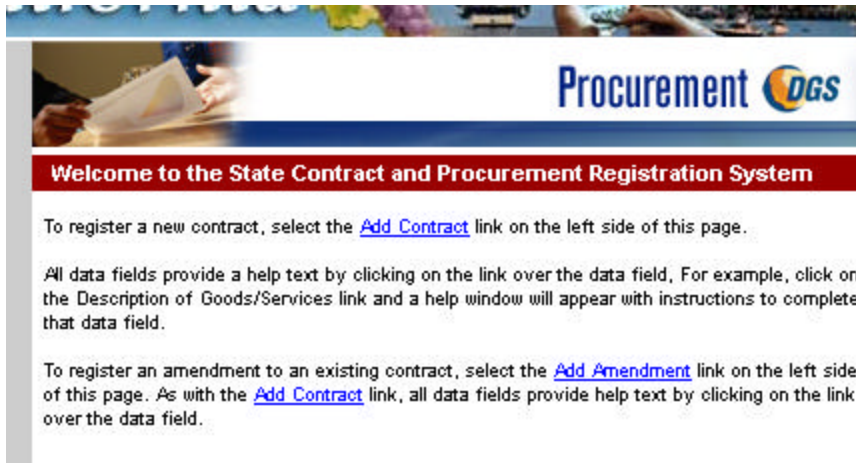 Procurement DGS
Welcome to the State Contract and Procurement Registration System
To register a new contract, select the Add Contract link on the left side of this page.
All data fields provide a help text by clicking on the link over the data field, For example, click on
the Description of Goods/Services link and a help window will appear with instructions to complete
that data field.
To register an amendment to an existing contract, select the Add Amendment link on the left side
of this page. As with the Add Contract link, all data fields provide help text by clicking on the link
over the data field.